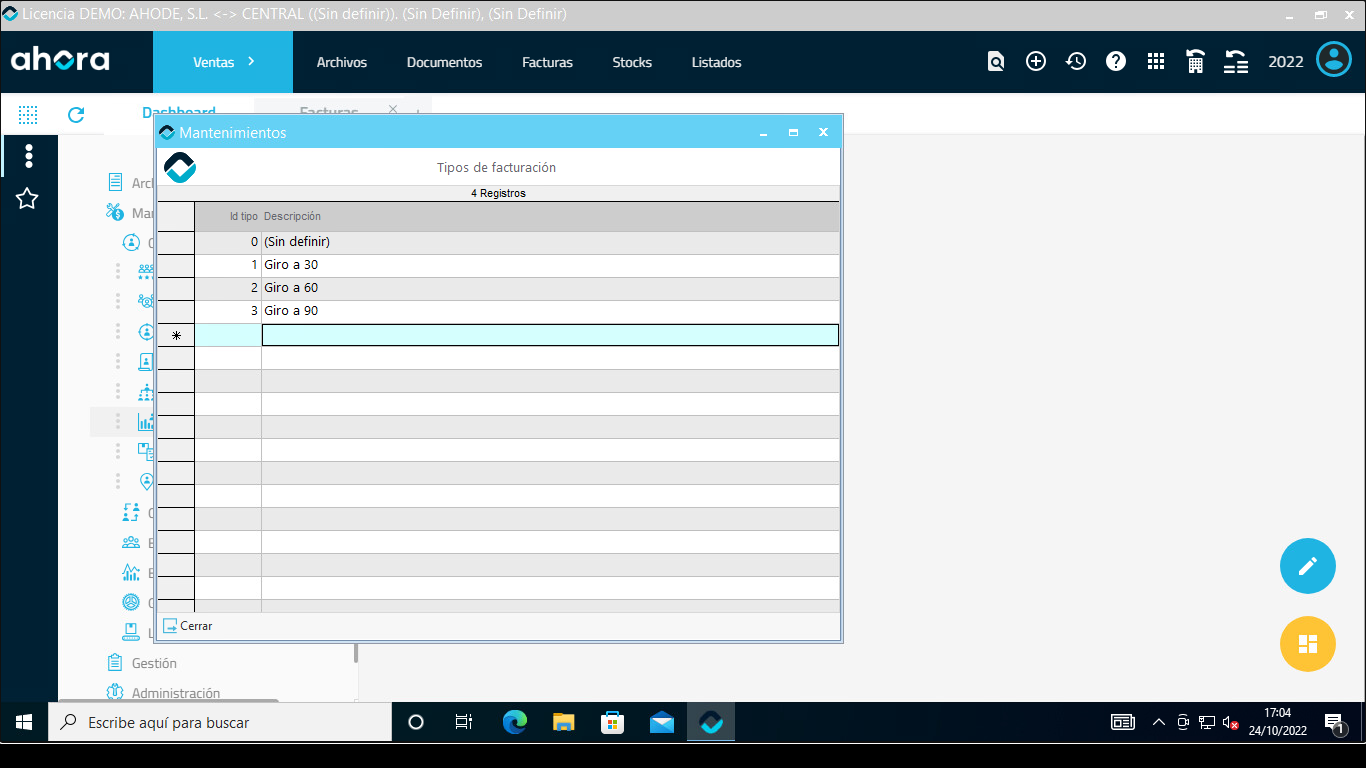 Licencia DEMO: AHODE, S.L. <-> CENTRAL ((Sin definir)). (Sin Definir), (Sin Definir)
ahora
Ventas
Archivos
Documentos
Facturas
Stocks
Listados
2022
Dashboard
Facturas
Mantenimientos
Tipos de facturación
4 Registros
Id tipo Descripción
0 (Sin definir)
1 Giro a 30
2 Giro a 60
3 Giro a 90
Cerrar
Gestión
Administración
Escribe aquí para buscar
17:04
24/10/2022
1